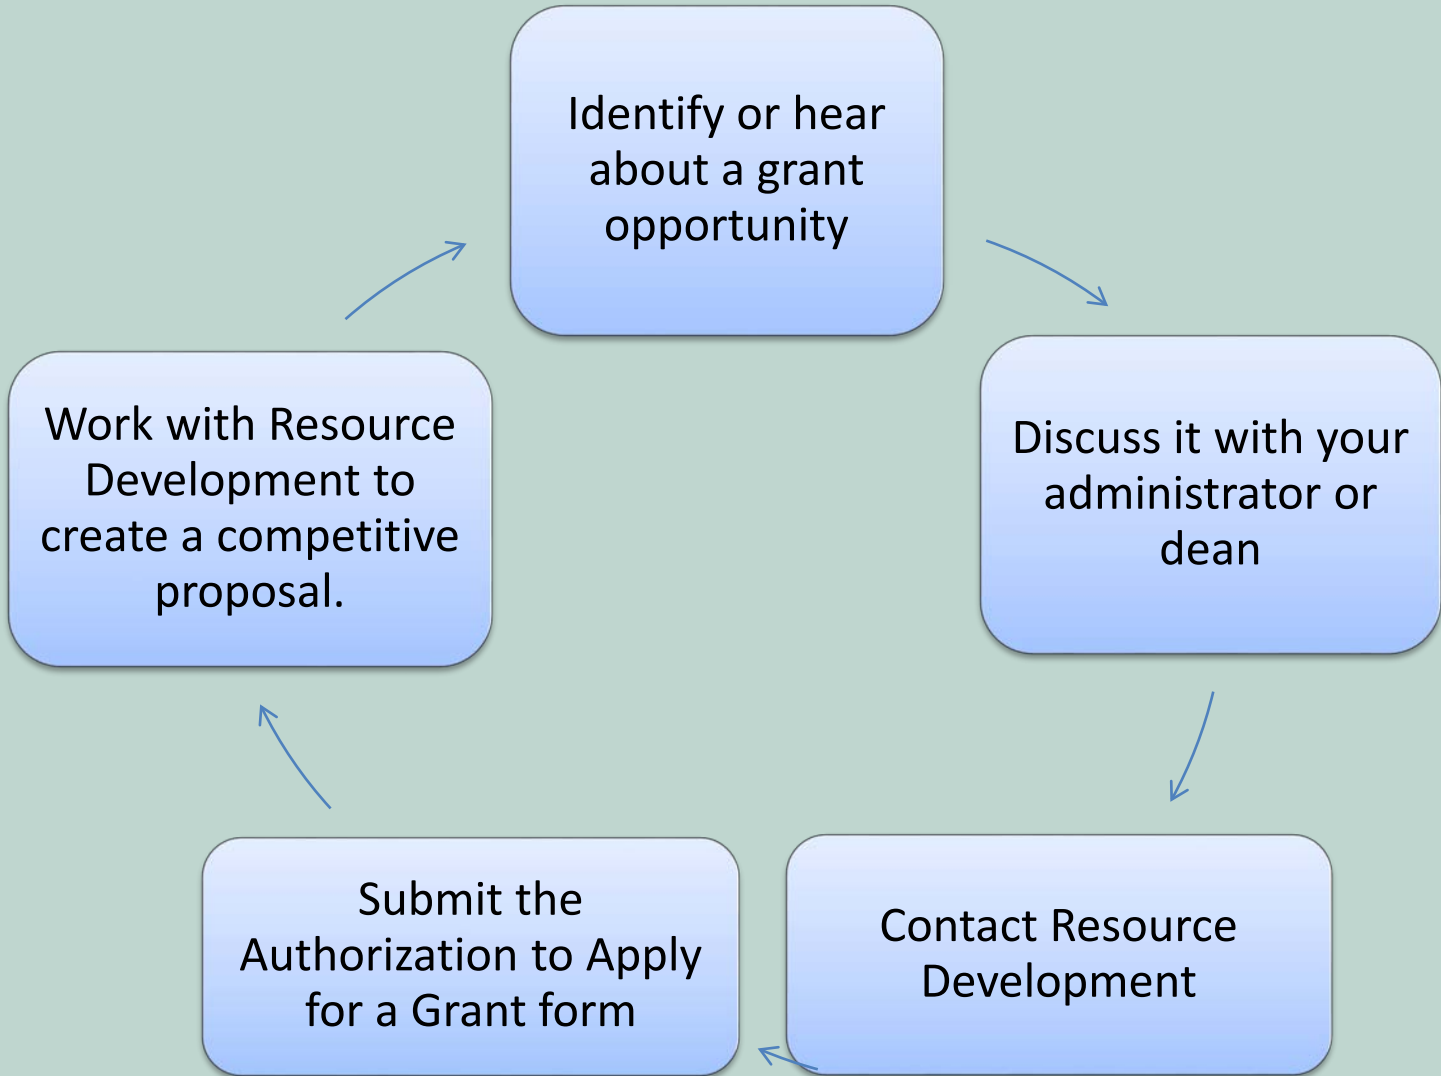 Identify or hear
about a grant
opportunity
Discuss it with your
administrator or
dean
Contact Resource
Development
Submit the
Authorization to Apply
for a Grant form
Work with Resource
Development to
create a competitive
proposal.